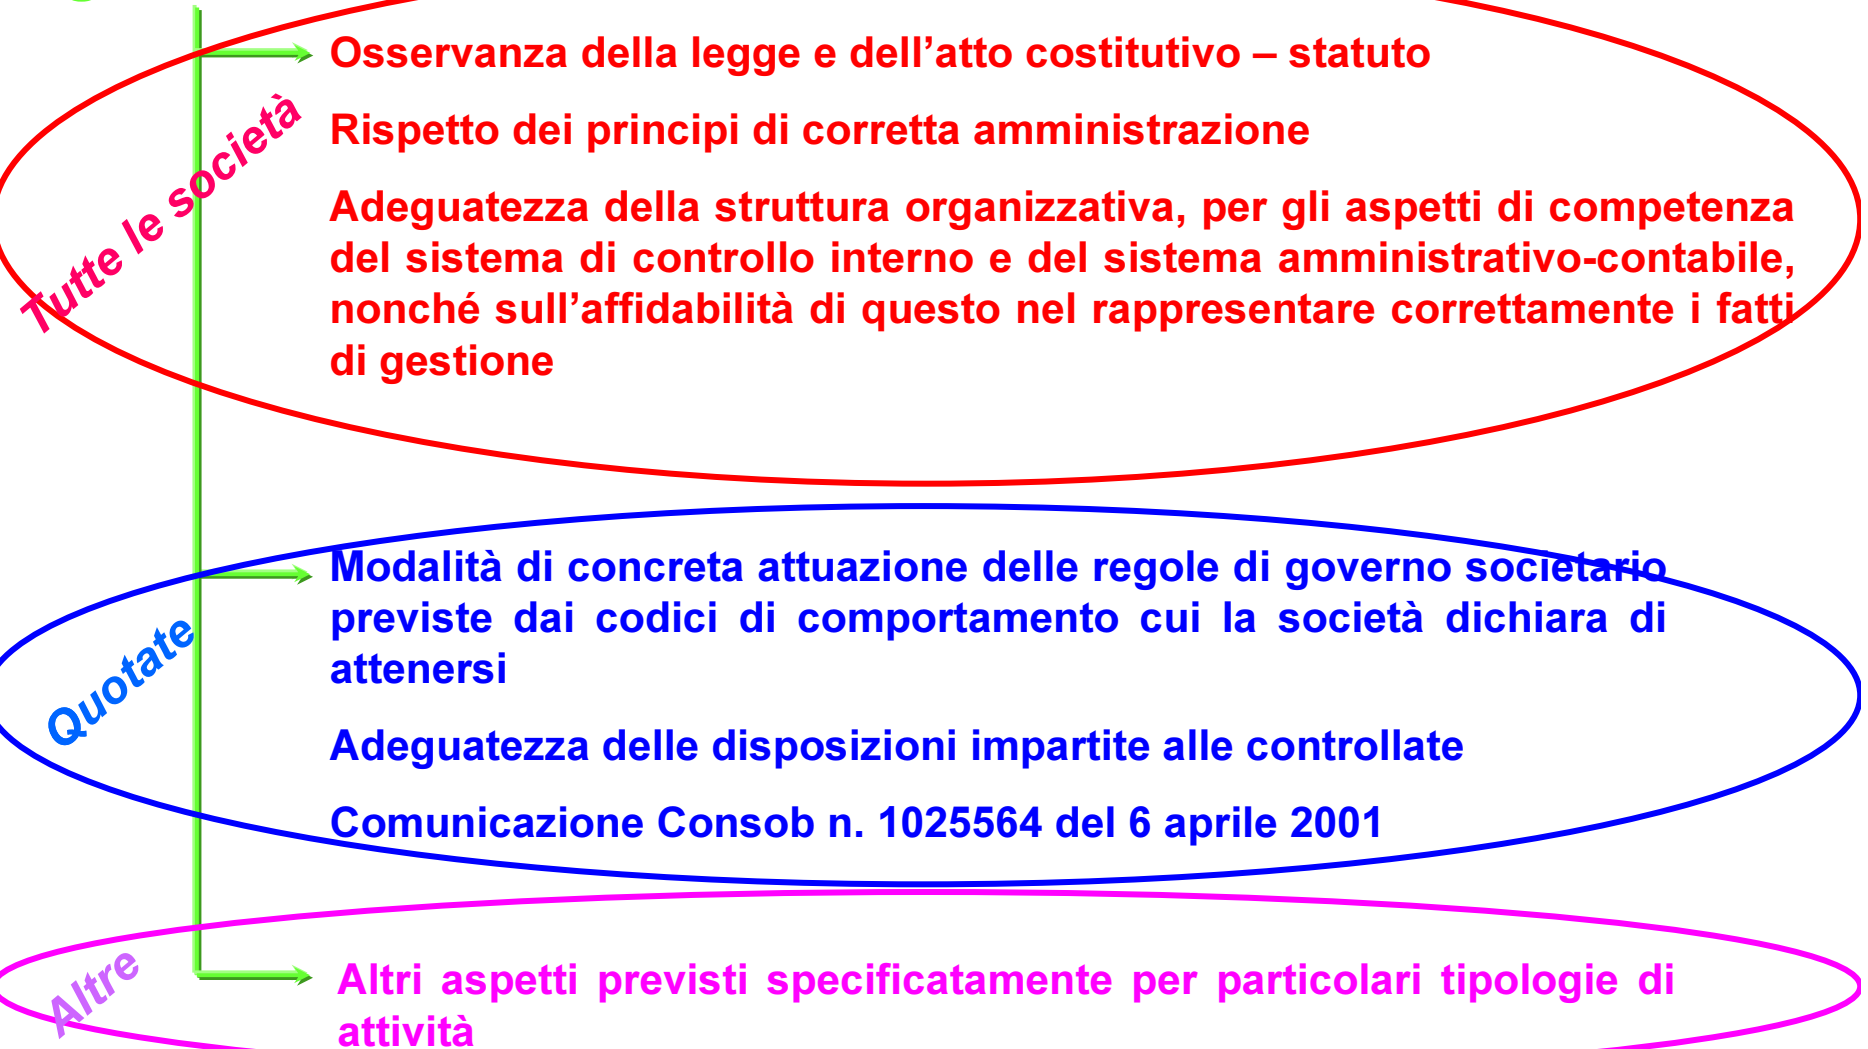 Osservanza della legge e dell’atto costitutivo – statuto
Rispetto dei principi di corretta amministrazione
Tutte le società
Adeguatezza della struttura organizzativa, per gli aspetti di competenza
del sistema di controllo interno e del sistema amministrativo-contabile,
nonché sull’affidabilità di questo nel rappresentare correttamente i fatti
di gestione
Modalità di concreta attuazione delle regole di governo societario
previste dai codici di comportamento cui la società dichiara di
attenersi
Quotate
Adeguatezza delle disposizioni impartite alle controllate
Comunicazione Consob n. 1025564 del 6 aprile 2001
Altre
Altri aspetti previsti specificatamente per particolari tipologie di
attività